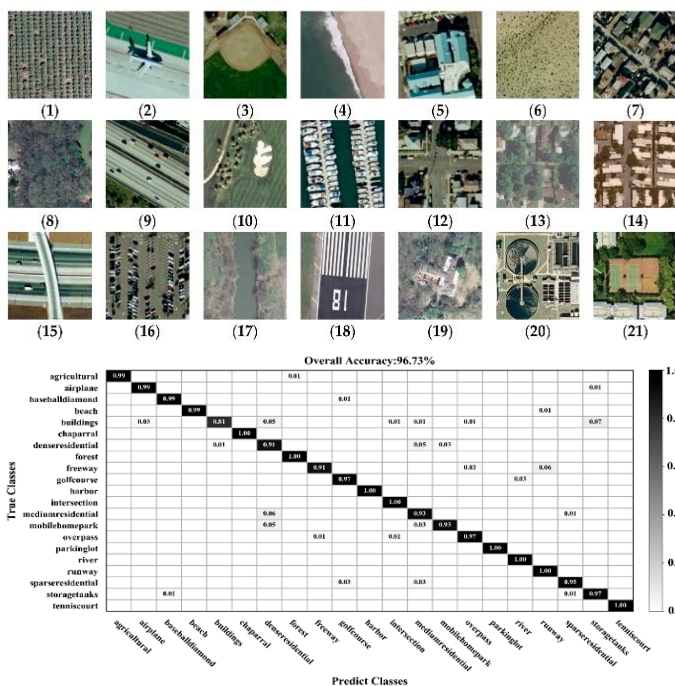 (1) (2) (3) (4) (5) (6) (7)
(8) (9) (10) (11) (12) (13) (14)
(15) (16) (17) (18) (19) (20) (21)
Overall Accuracy:96.73%
True Classes
agricultural 0.99 0.01
airplane 0.99 0.01
baseballdiamond 0.99 0.01
beach 0.99 0.01
buildings 0.03 0.81 0.05 0.01 0.01 0.01 0.07
chaparral 1.00
denseresidential 0.01 0.91 0.05 0.03
forest 1.00
freeway 0.91 0.03 0.06
golfcourse 0.97 0.03
harbor 1.00
intersection 1.00
mediumresidential 0.06 0.93 0.01
mobilehomepark 0.05 0.03 0.93
overpass 0.01 0.01 0.97
parkinglot 1.00
river 1.00
runway 1.00
sparseresidential 0.03 0.03 0.95
storagetanks 0.01 0.01 0.97
tenniscourt 1.00
agricultural airplane baseballdiamond beach buildings chaparral denseresidential forest freeway golfcourse harbor intersection mediumresidential mobilehomepark overpass parkinglot river runway sparseresidential storagetanks tenniscourt
Predict Classes